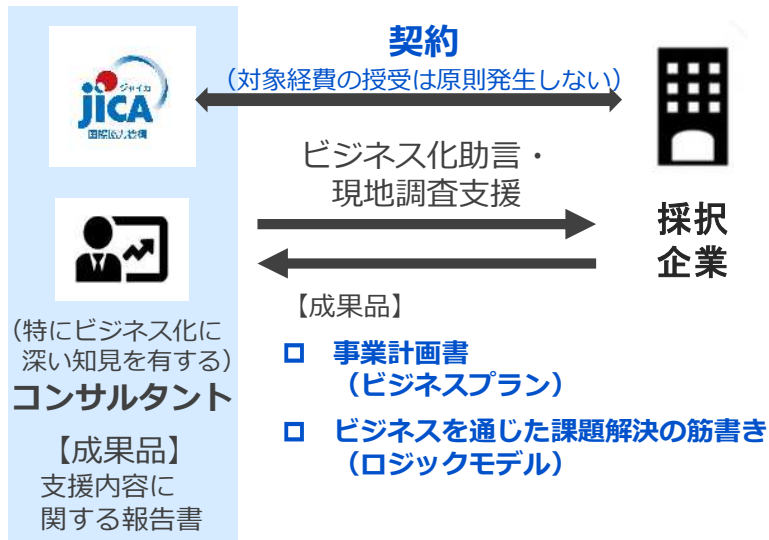 ジャイカ
JICA
国際協力機構
契約
（対象経費の授受は原則発生しない）
ビジネス化助言・
現地調査支援
採択
企業
（特にビジネス化に
深い知見を有する）
コンサルタント
【成果品】
支援内容に
関する報告書
【成果品】
事業計画書
（ビジネスプラン）
ビジネスを通じた課題解決の筋書き
（ロジックモデル）